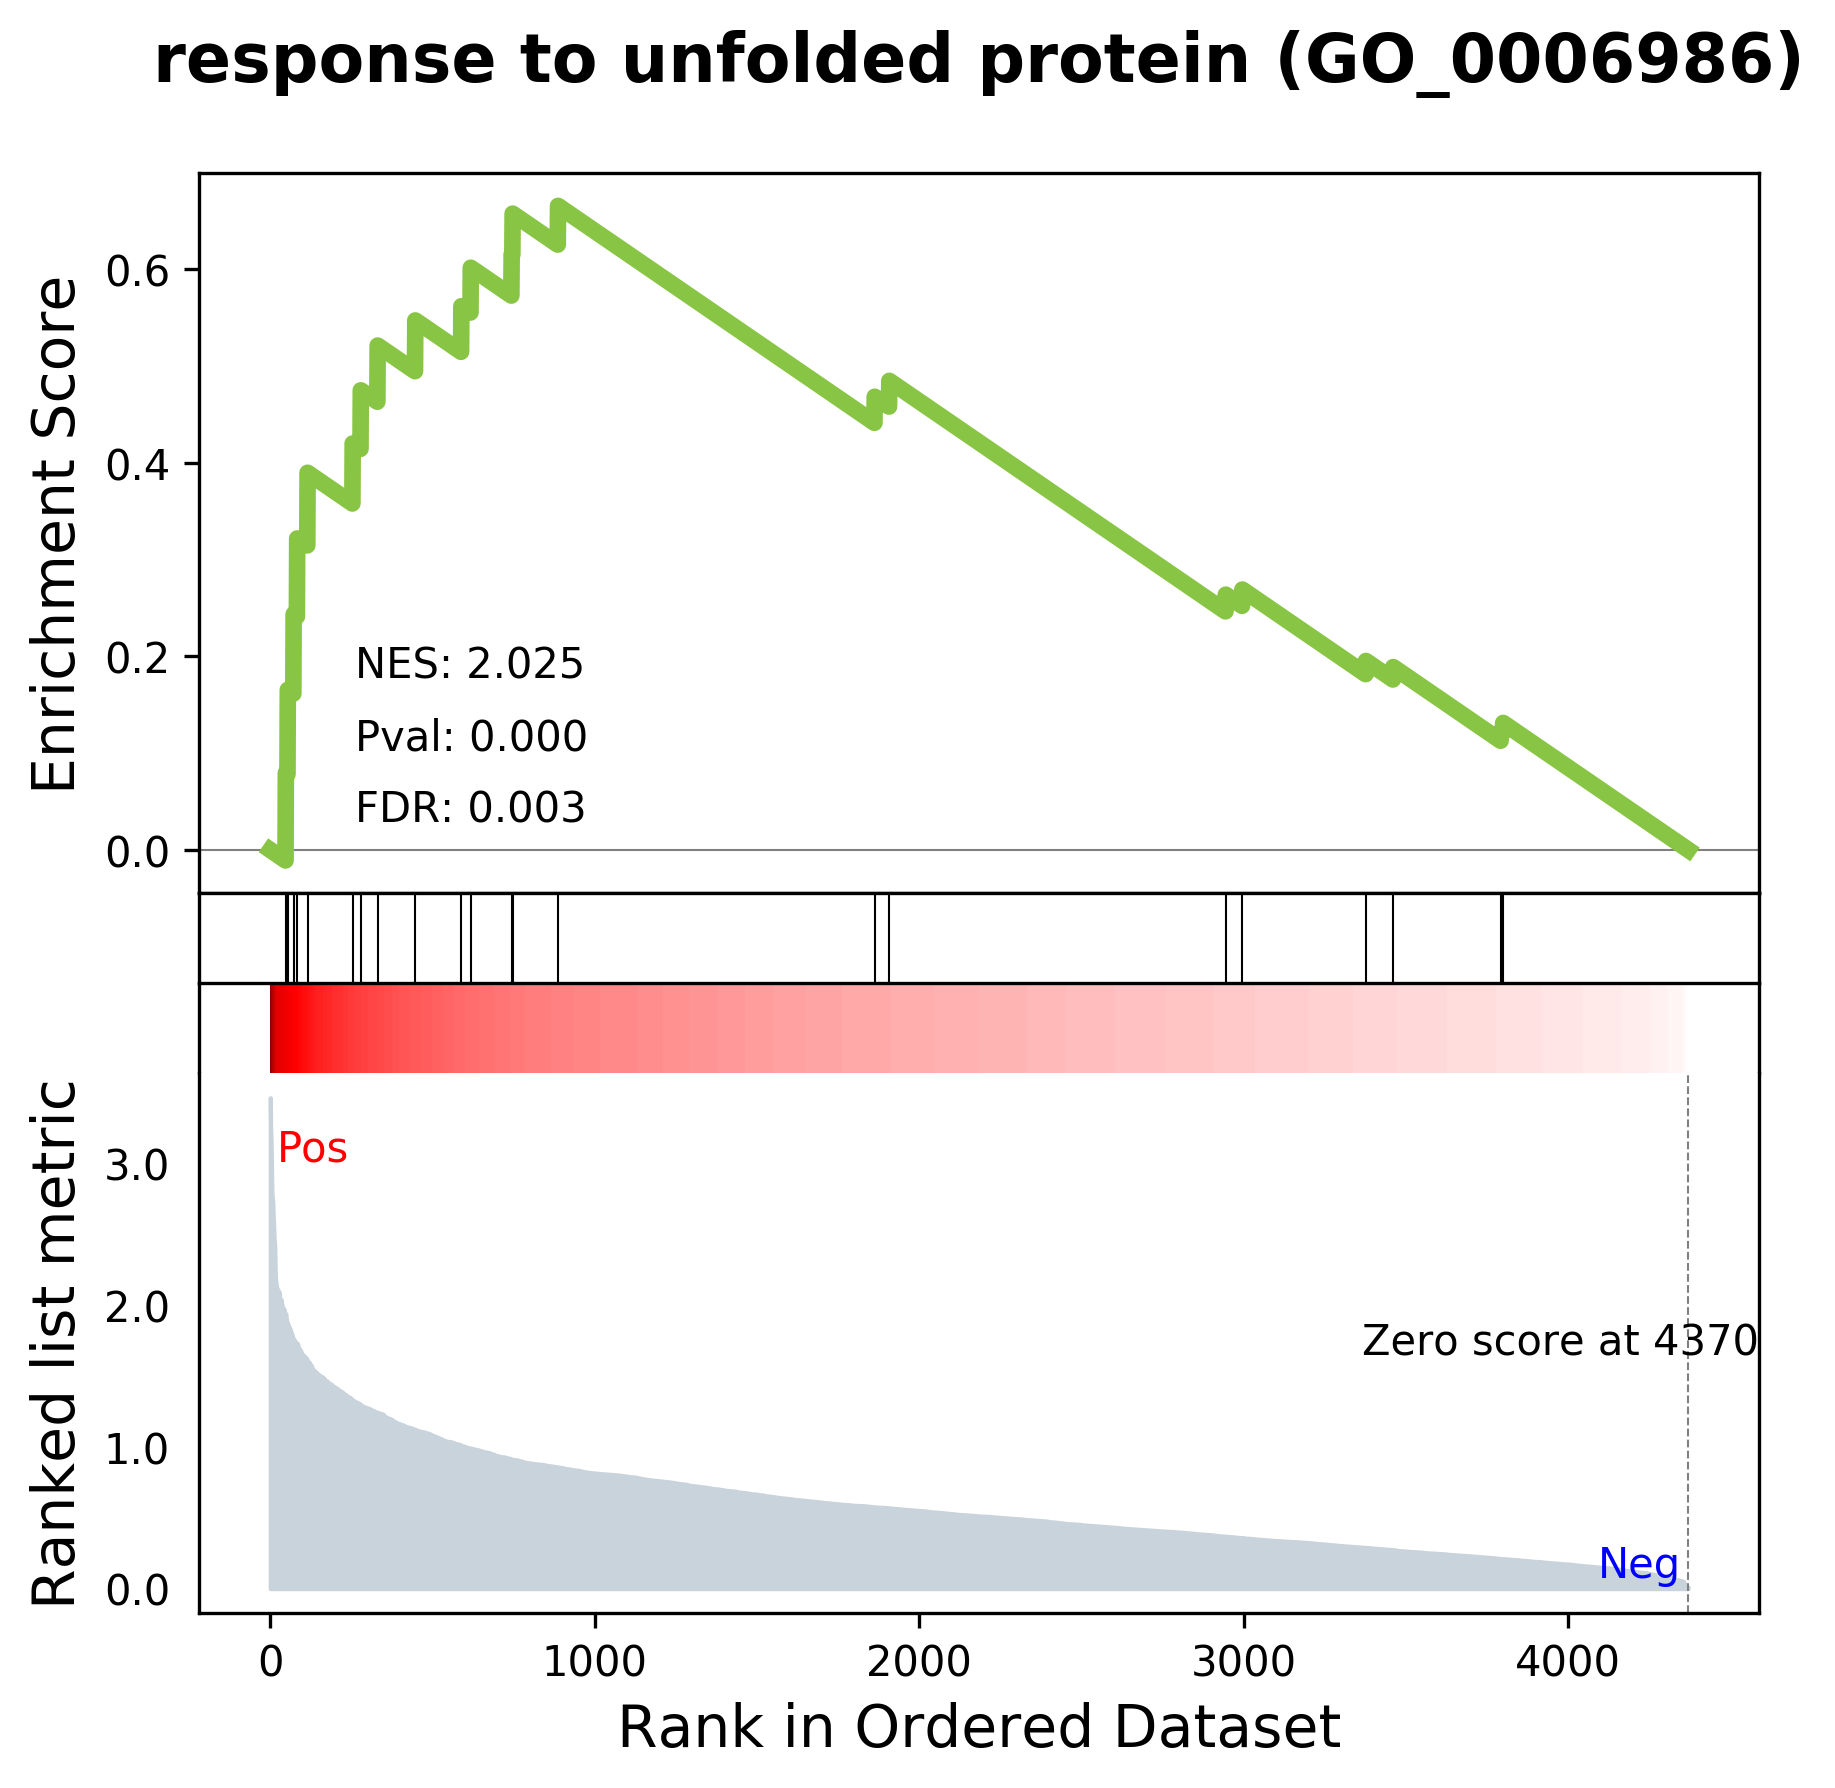 response to unfolded protein (GO_0006986)
Enrichment Score
0.6
0.4
0.2
0.0
NES: 2.025
Pval: 0.000
FDR: 0.003
Ranked list metric
3.0
2.0
1.0
0.0
Pos
Zero score at 4370
Neg
0 1000 2000 3000 4000
Rank in Ordered Dataset